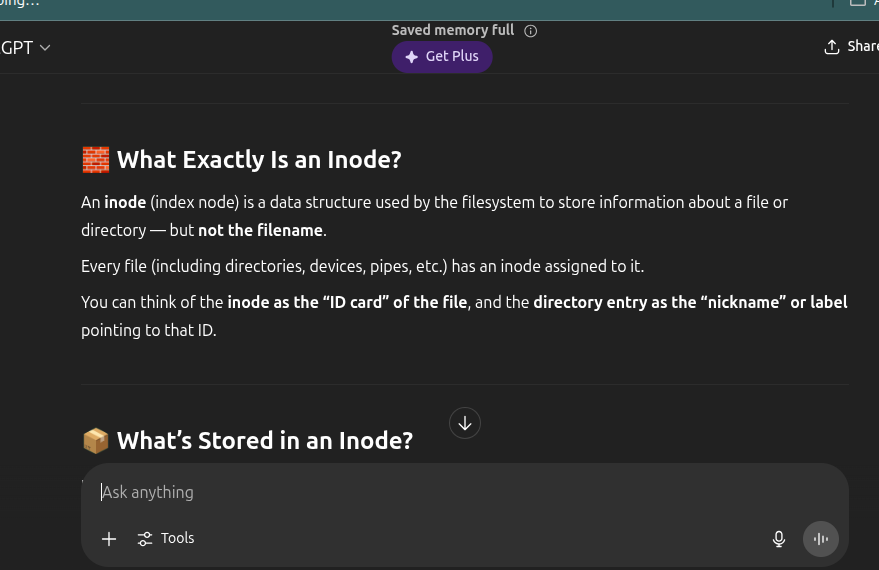 GPT
Saved memory full
Get Plus
Share
What Exactly Is an Inode?
An inode (index node) is a data structure used by the filesystem to store information about a file or
directory — but not the filename.
Every file (including directories, devices, pipes, etc.) has an inode assigned to it.
You can think of the inode as the “ID card” of the file, and the directory entry as the “nickname” or label
pointing to that ID.
What’s Stored in an Inode?
Ask anything
Tools